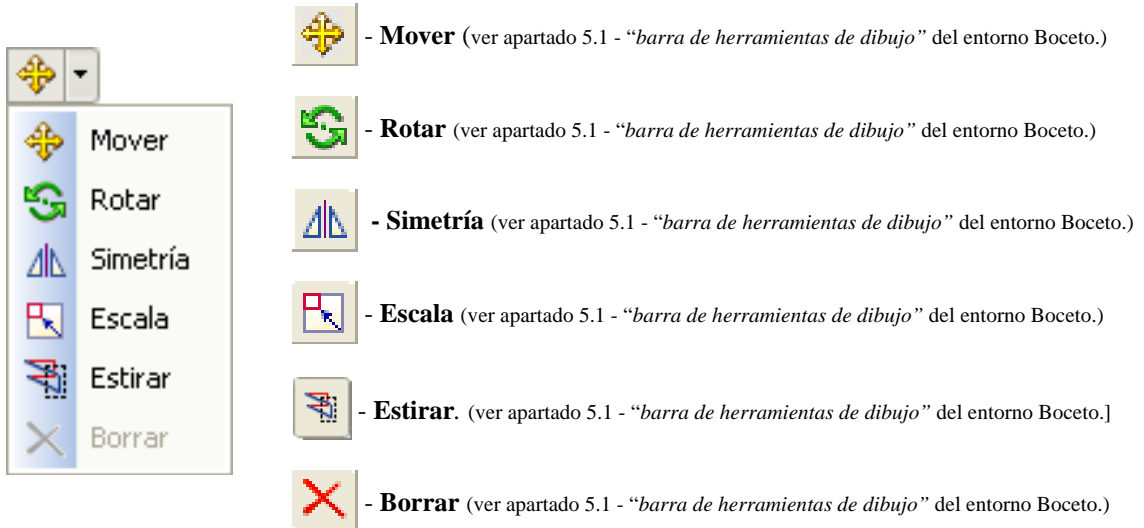 Mover
Rotar
Simetría
Escala
Estirar
Borrar
- Mover (ver apartado 5.1 - “barra de herramientas de dibujo” del entorno Boceto.)
- Rotar (ver apartado 5.1 - “barra de herramientas de dibujo” del entorno Boceto.)
- Simetría (ver apartado 5.1 - “barra de herramientas de dibujo” del entorno Boceto.)
- Escala (ver apartado 5.1 - “barra de herramientas de dibujo” del entorno Boceto.)
- Estirar. (ver apartado 5.1 - “barra de herramientas de dibujo” del entorno Boceto.]
- Borrar (ver apartado 5.1 - “barra de herramientas de dibujo” del entorno Boceto.)